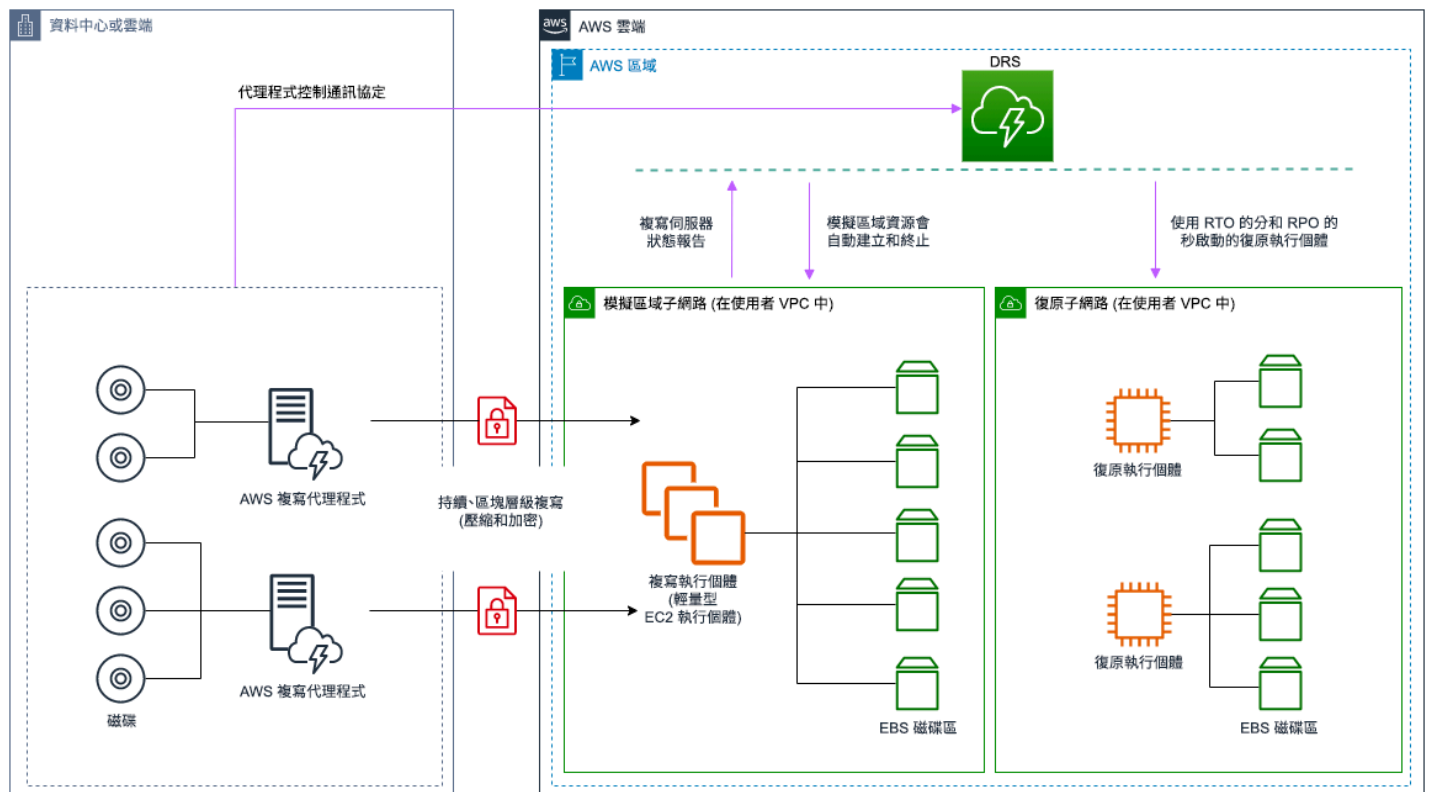 資料中心或雲端
aws
AWS 雲端
AWS 區域
DRS
代理程式控制通訊協定
複寫伺服器
狀態報告
模擬區域資源會
自動建立和終止
使用 RTO 的分和 RPO 的
秒啟動的復原執行個體
模擬區域子網路 (在使用者 VPC 中)
復原子網路 (在使用者 VPC 中)
AWS 複寫代理程式
持續、區塊層級複寫
(壓縮和加密)
復原執行個體
複寫執行個體
(輕量型
EC2 執行個體)
AWS 複寫代理程式
復原執行個體
磁碟
EBS 磁碟區
EBS 磁碟區